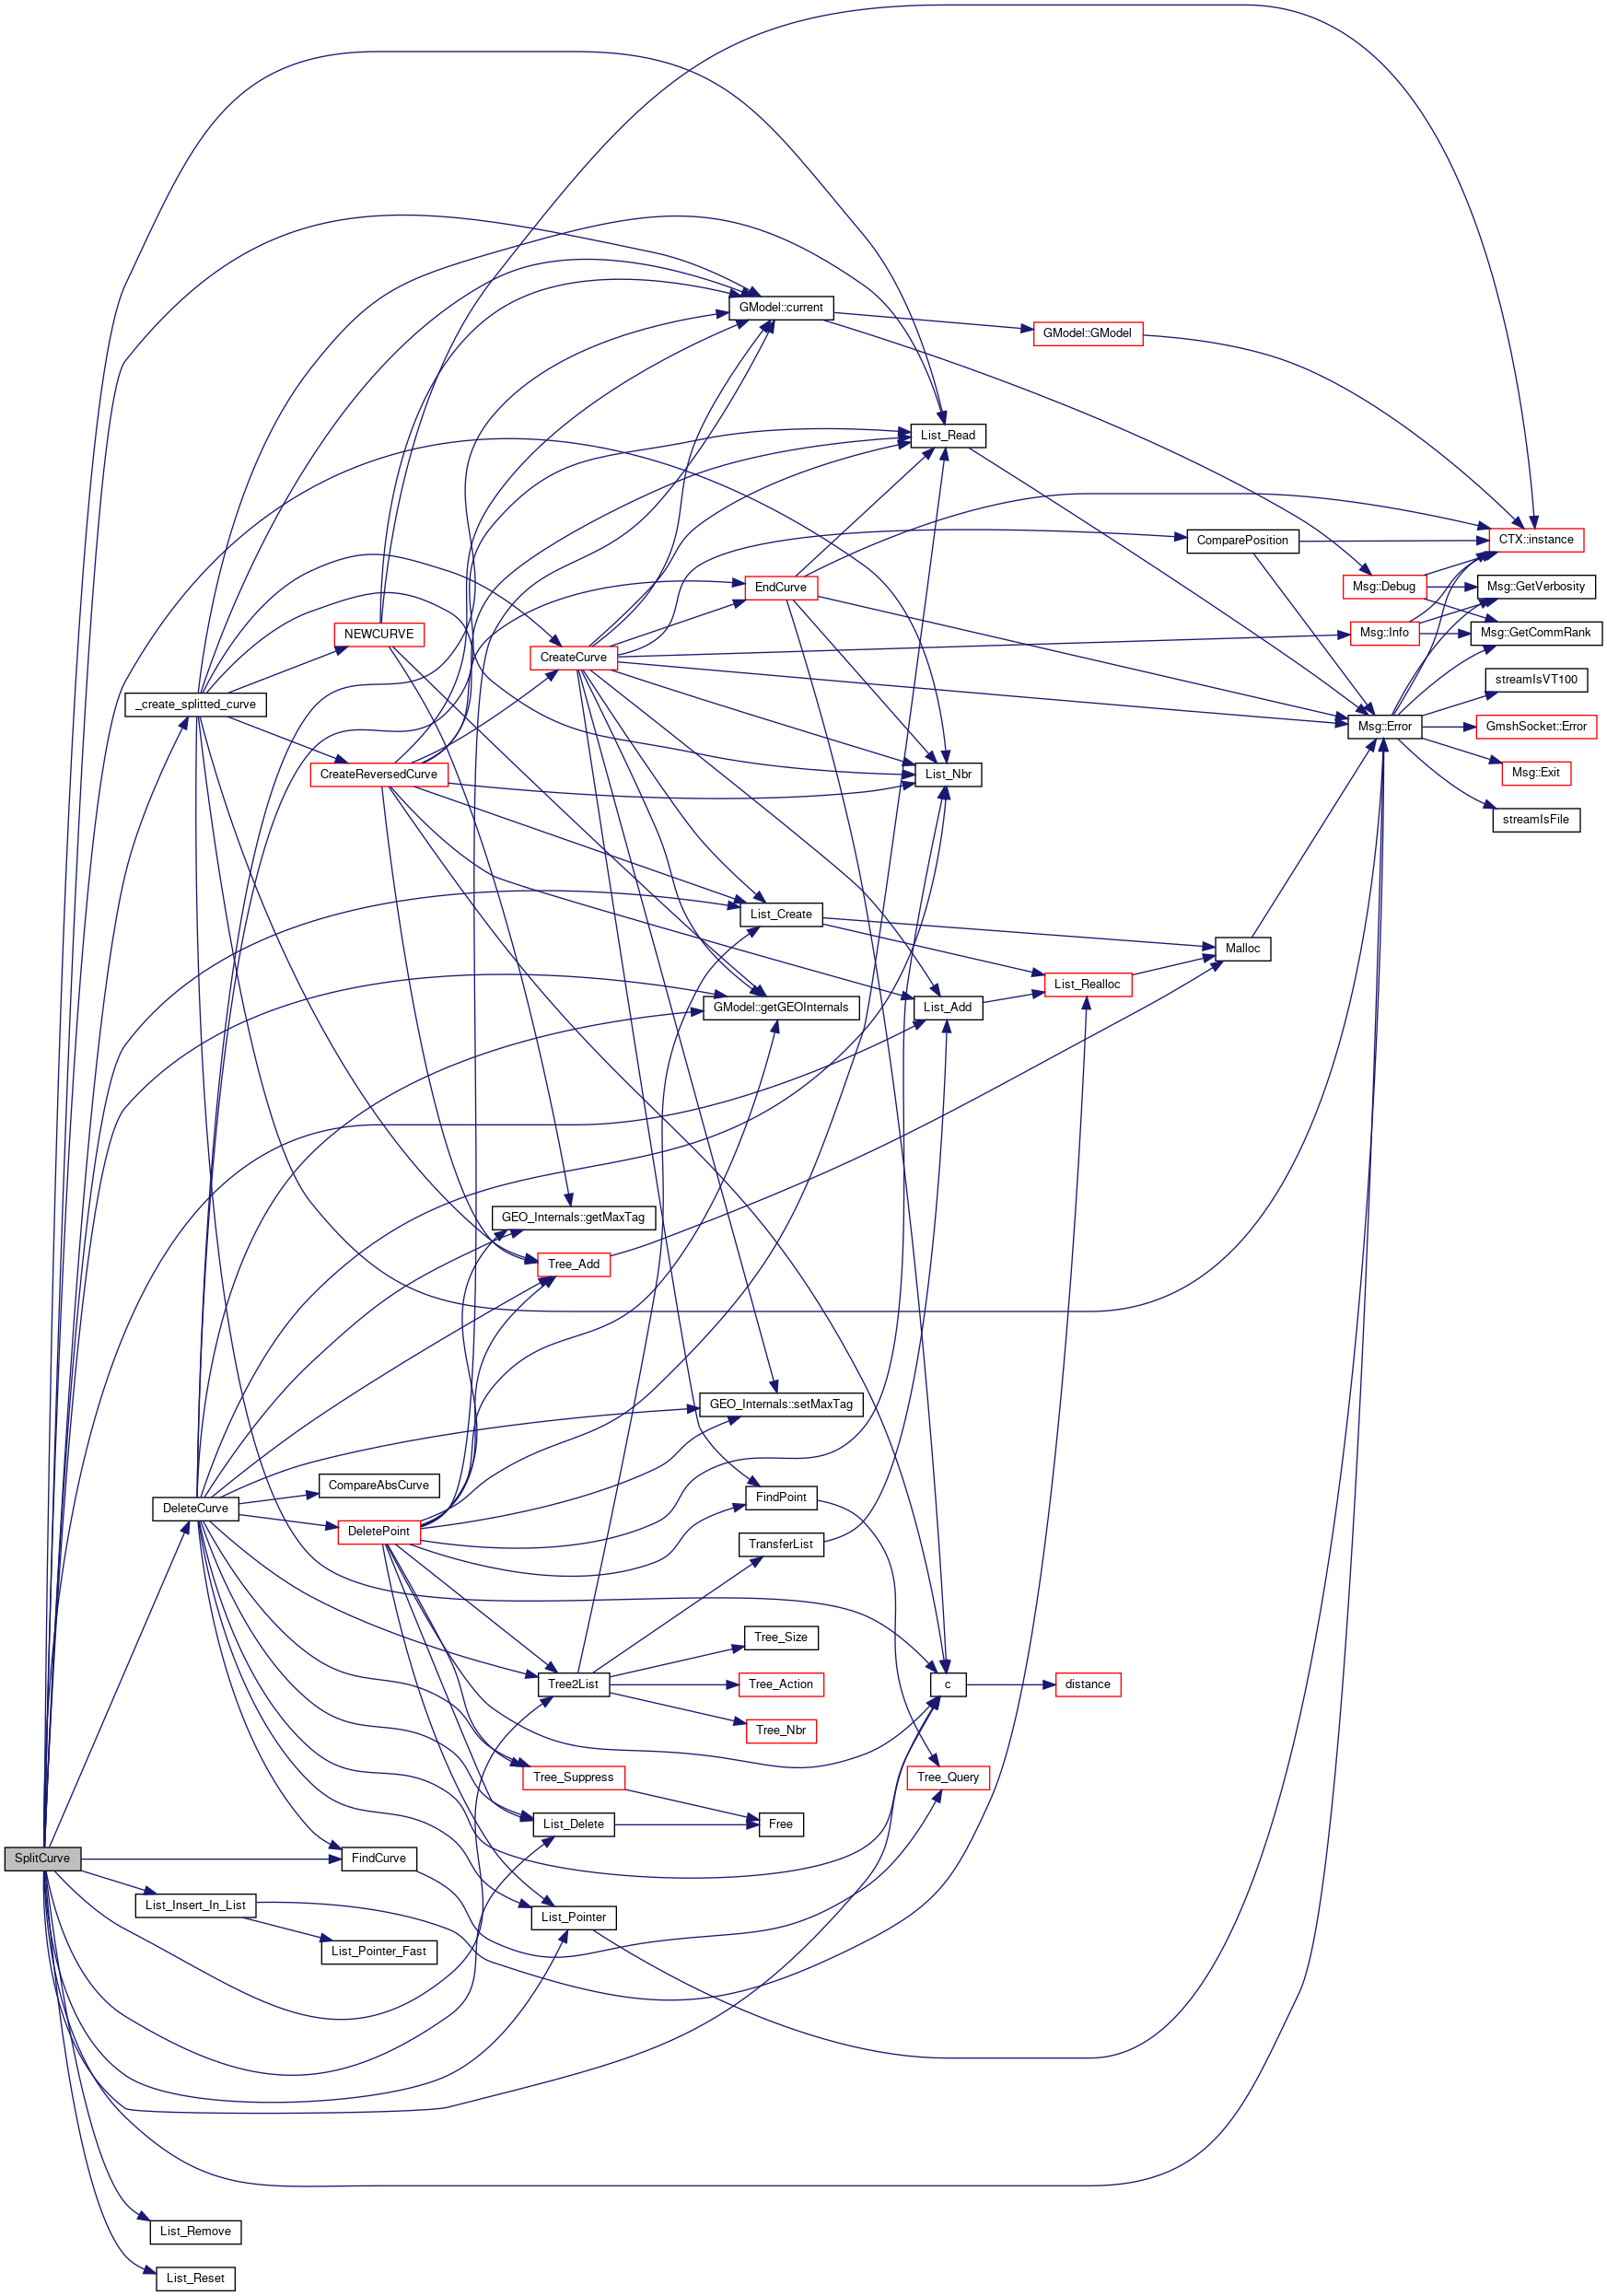 GModel::current
GModel::GModel
List_Read
CTX::instance
ComparePosition
Msg::Debug
Msg::GetVerbosity
EndCurve
NEWCURVE
Msg::Info
Msg::GetCommRank
CreateCurve
streamIsVT100
_create_splitted_curve
Msg::Error
GmshSocket::Error
CreateReversedCurve
List_Nbr
Msg::Exit
streamIsFile
List_Create
Malloc
List_Realloc
GModel::getGEOInternals
List_Add
GEO_Internals::getMaxTag
Tree_Add
GEO_Internals::setMaxTag
CompareAbsCurve
FindPoint
DeleteCurve
DeletePoint
TransferList
Tree_Size
Tree2List
Tree_Action
c
distance
Tree_Nbr
Tree_Suppress
Tree_Query
List_Delete
Free
SplitCurve
FindCurve
List_Insert_In_List
List_Pointer
List_Pointer_Fast
List_Remove
List_Reset